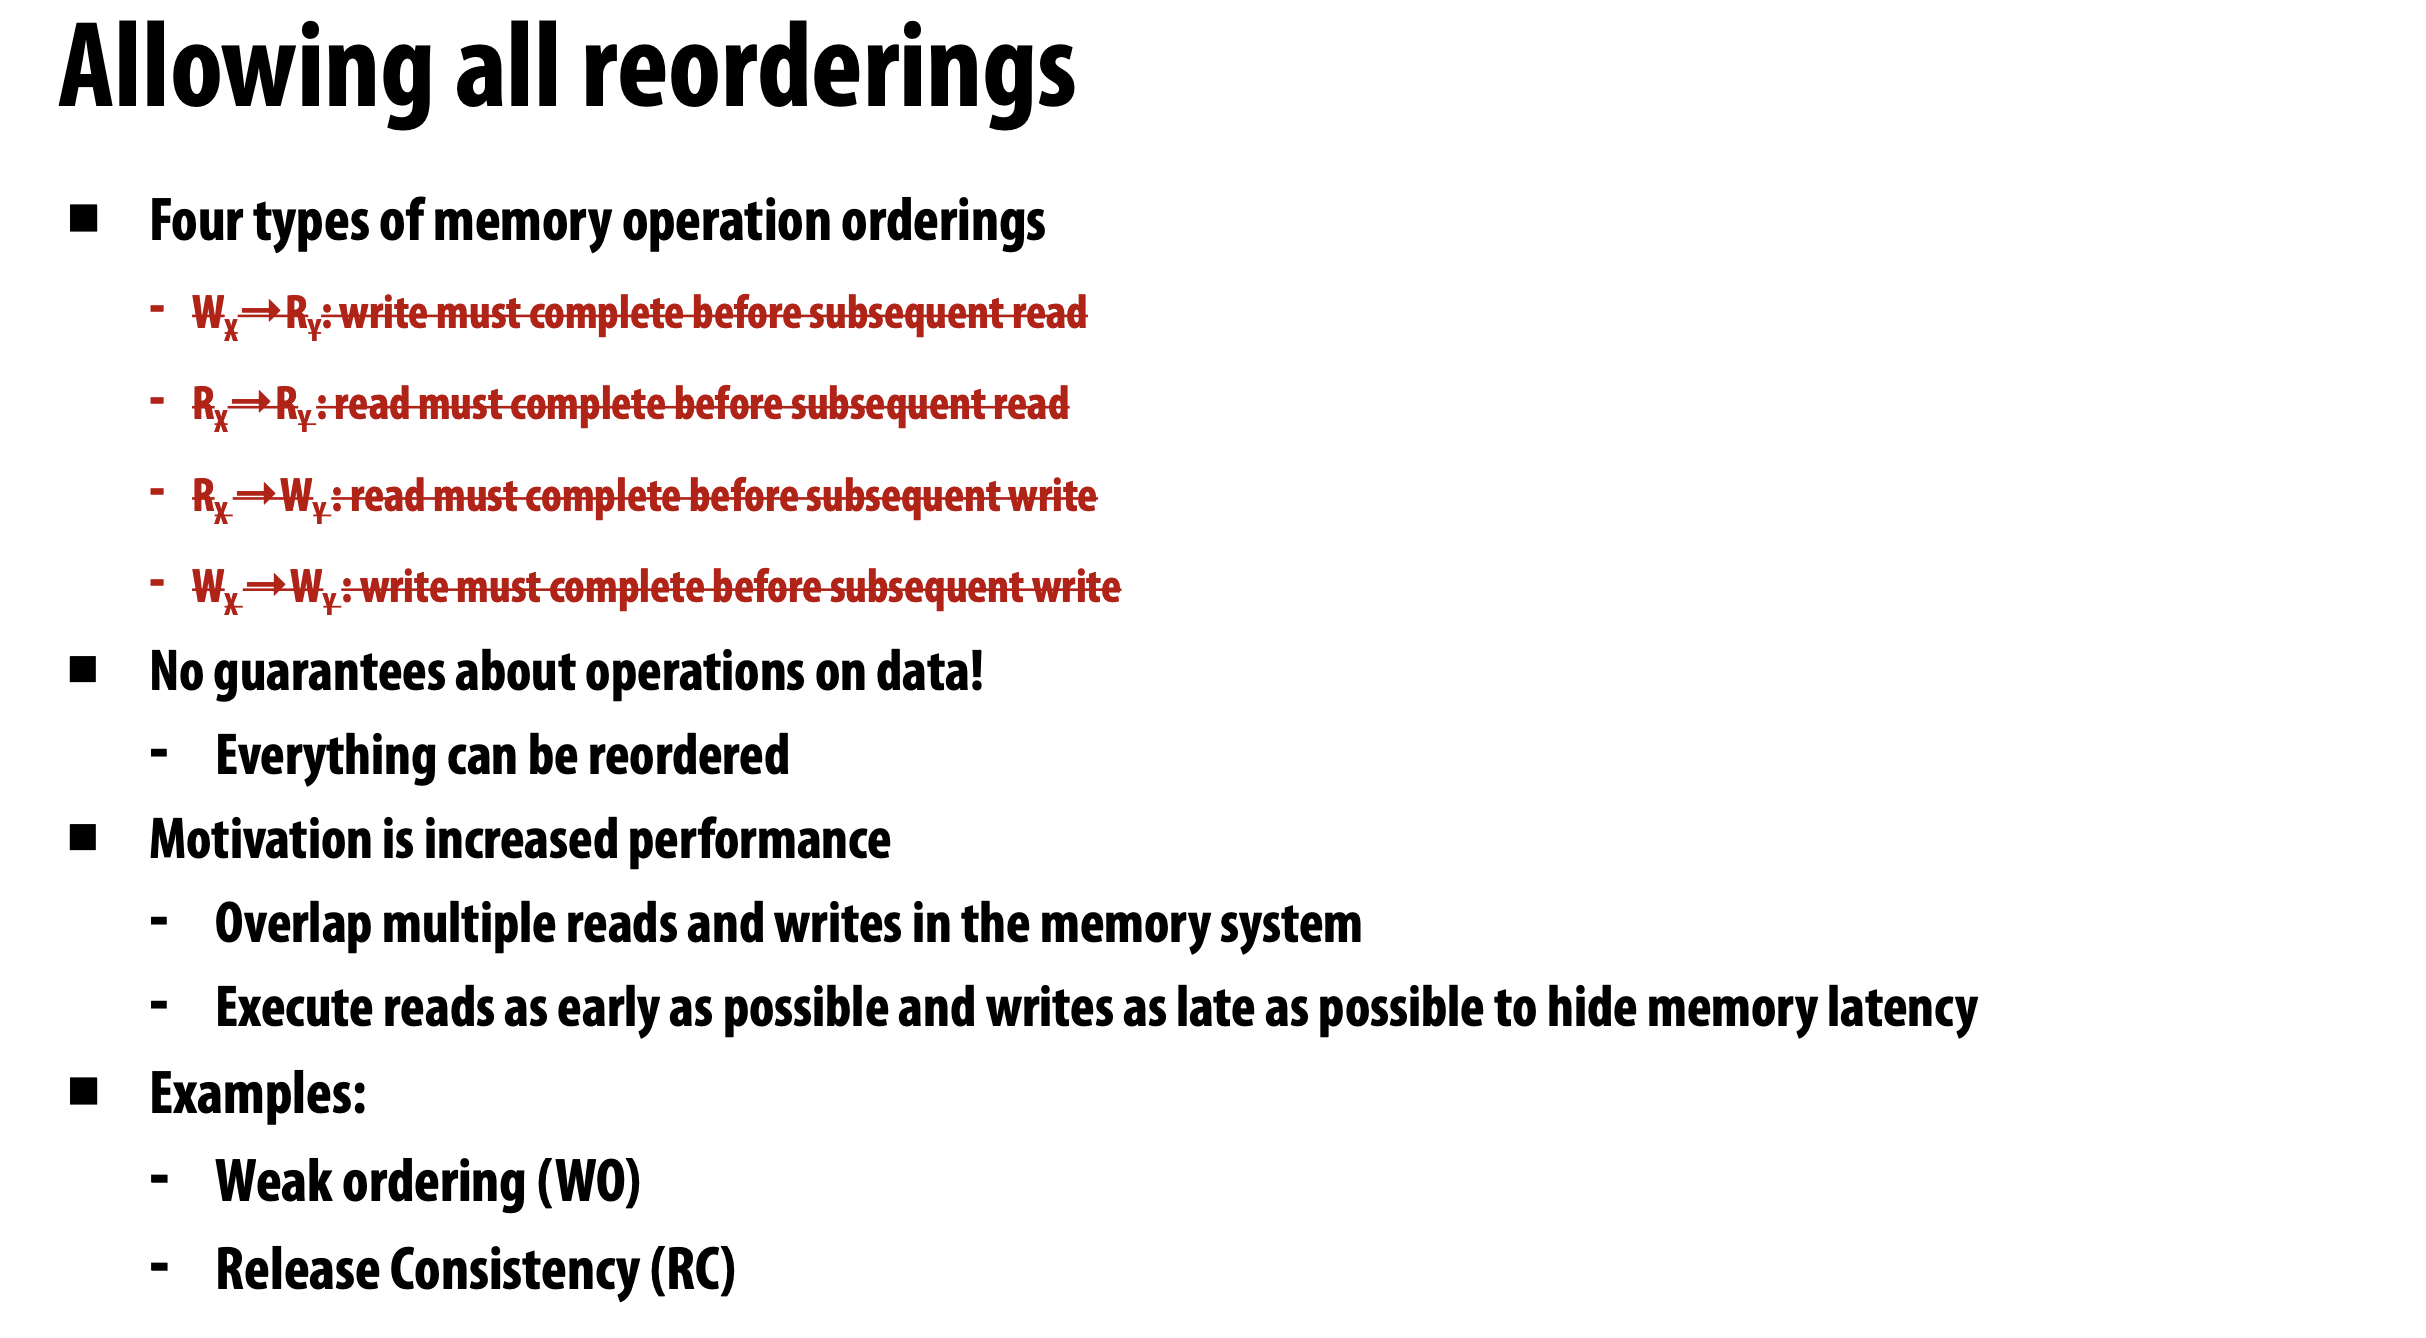 Allowing all reorderings
■ Four types of memory operation orderings
- W_X→R_Y: write must complete before subsequent read
- R_X→R_Y: read must complete before subsequent read
- R_X→W_Y: read must complete before subsequent write
- W_X→W_Y: write must complete before subsequent write
■ No guarantees about operations on data!
- Everything can be reordered
■ Motivation is increased performance
- Overlap multiple reads and writes in the memory system
- Execute reads as early as possible and writes as late as possible to hide memory latency
■ Examples:
- Weak ordering (WO)
- Release Consistency (RC)